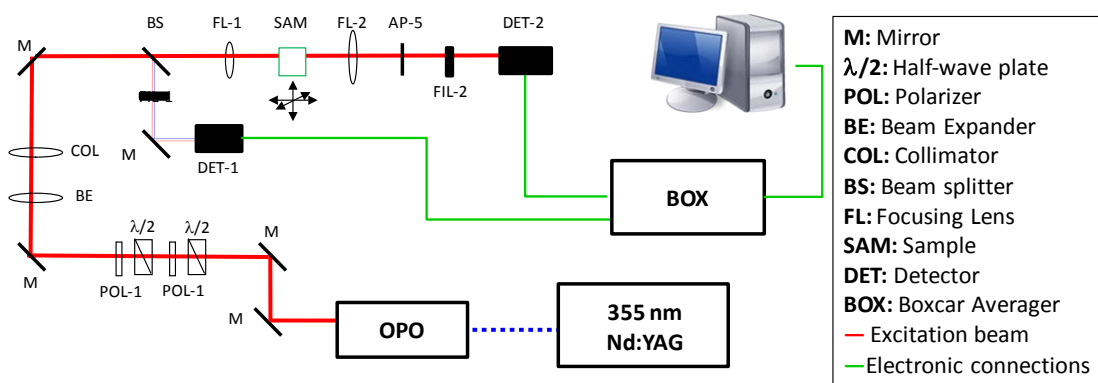 BS
FL-1
SAM
FL-2
AP-5
DET-2
M
FIL-2
M
DET-1
COL
BE
BOX
λ/2
λ/2
M
M
POL-1
POL-1
M
OPO
355 nm
Nd:YAG
M: Mirror
λ/2: Half-wave plate
POL: Polarizer
BE: Beam Expander
COL: Collimator
BS: Beam splitter
FL: Focusing Lens
SAM: Sample
DET: Detector
BOX: Boxcar Averager
Excitation beam
Electronic connections